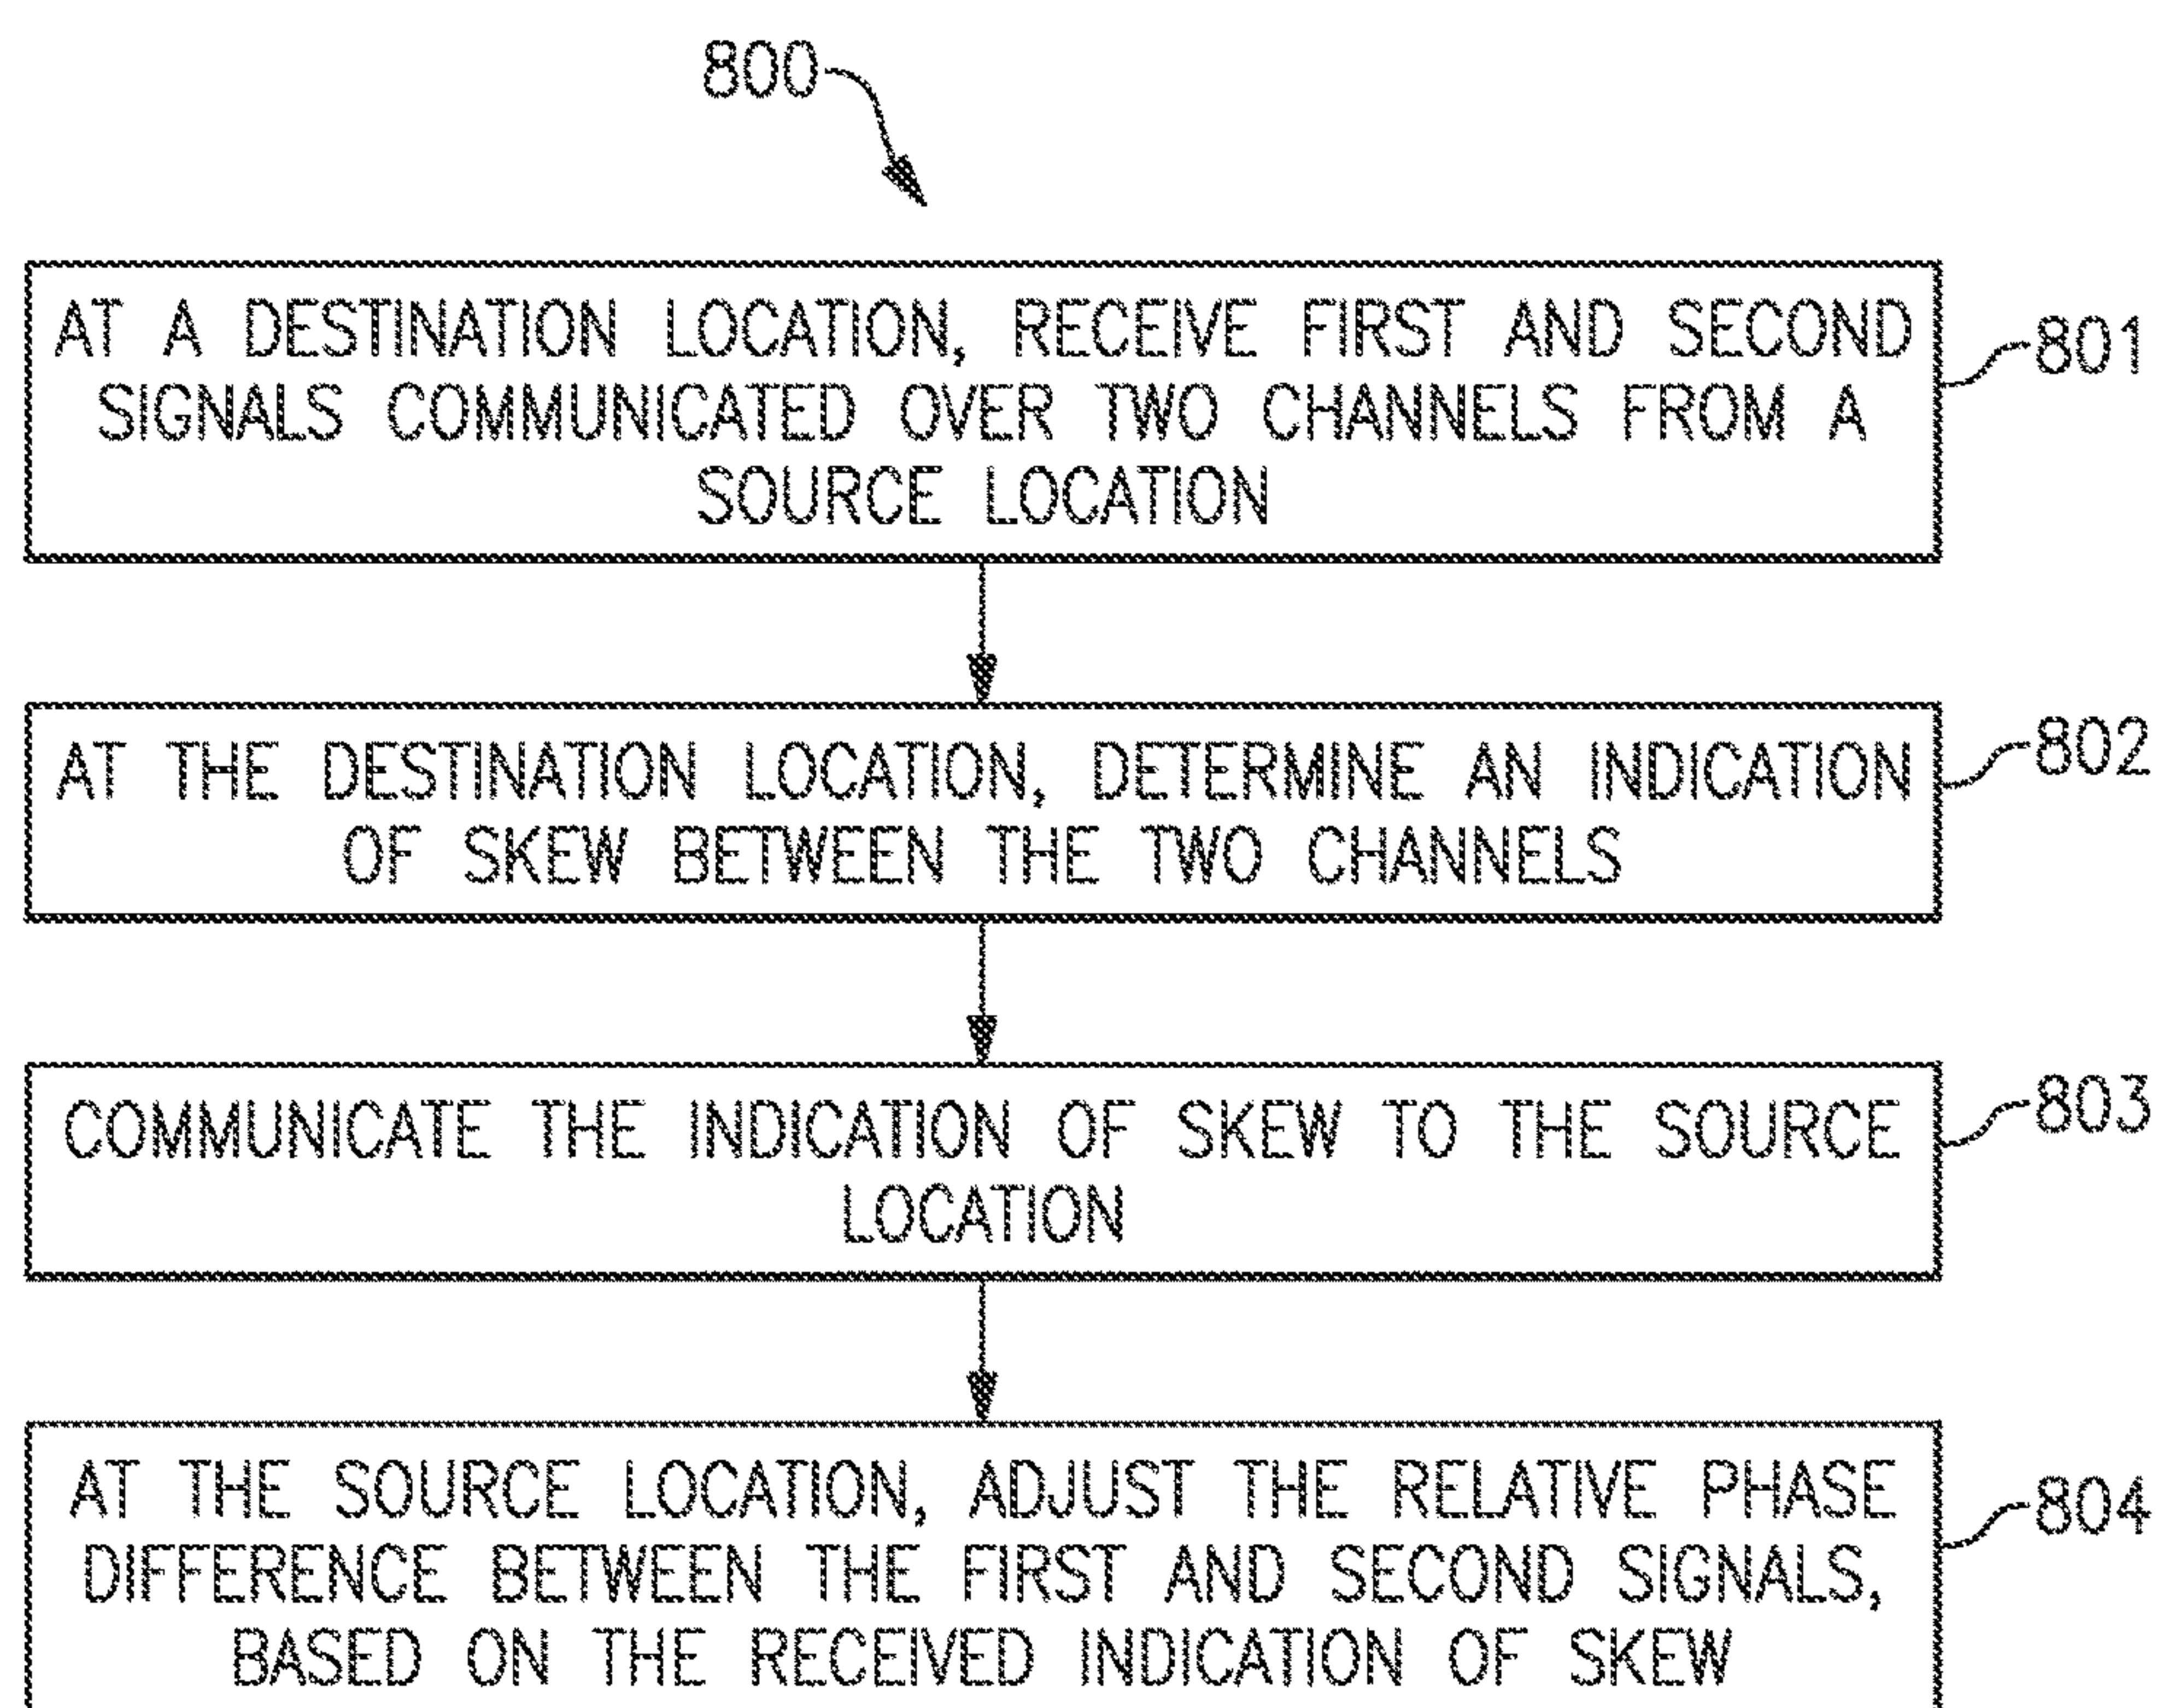 800
AT A DESTINATION LOCATION, RECEIVE FIRST AND SECOND
SIGNALS COMMUNICATED OVER TWO CHANNELS FROM A
SOURCE LOCATION
801
AT THE DESTINATION LOCATION, DETERMINE AN INDICATION
OF SKEW BETWEEN THE TWO CHANNELS
802
COMMUNICATE THE INDICATION OF SKEW TO THE SOURCE
LOCATION
803
AT THE SOURCE LOCATION, ADJUST THE RELATIVE PHASE
DIFFERENCE BETWEEN THE FIRST AND SECOND SIGNALS,
BASED ON THE RECEIVED INDICATION OF SKEW
804